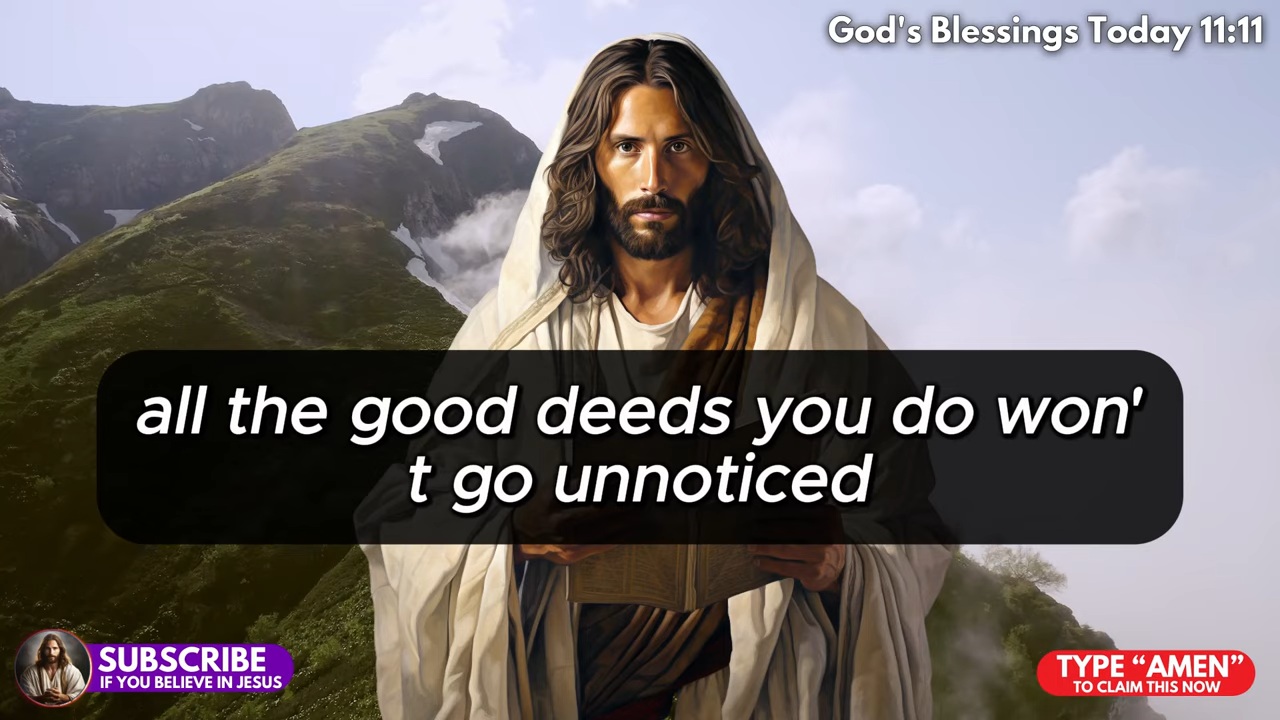 God's Blessings Today 11:11
all the good deeds you do won'
t go unnoticed
SUBSCRIBE
IF YOU BELIEVE IN JESUS
TYPE “AMEN”
TO CLAIM THIS NOW